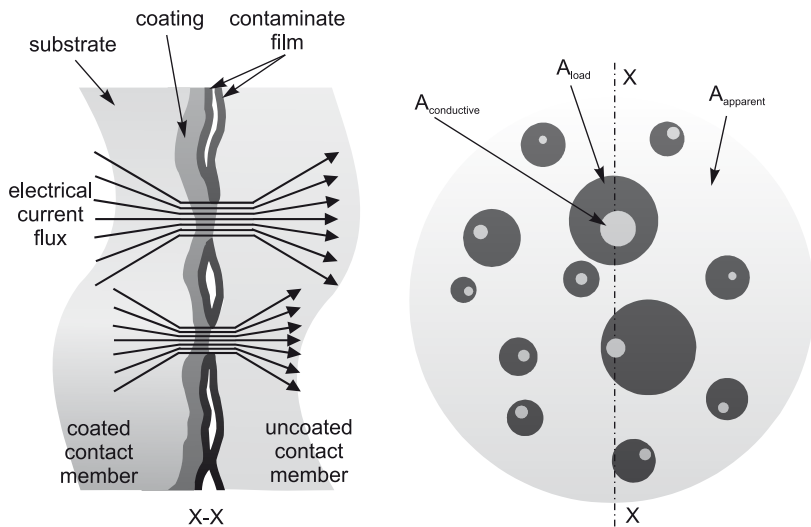 coating
contaminate
film
substrate
electrical
current
flux
coated
contact
member
uncoated
contact
member
X-X
X
A load
A conductive
A apparent
X